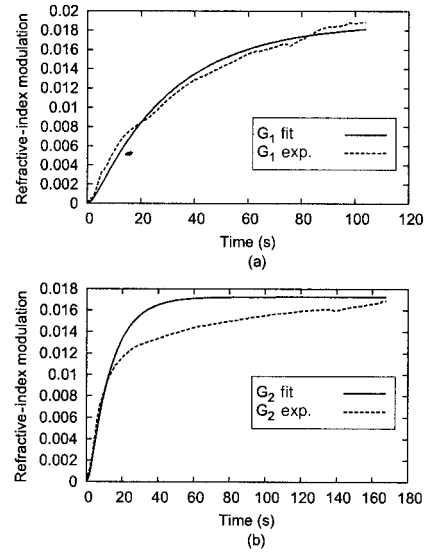 0.02
0.018
0.016
0.014
0.012
0.01
0.008
0.006
0.004
0.002
0
Refractive-index modulation
G1 fit
G1 exp.
0 20 40 60 80 100 120
Time (s)
(a)
0.018
0.016
0.014
0.012
0.01
0.008
0.006
0.004
0.002
0
Refractive-index modulation
G2 fit
G2 exp.
0 20 40 60 80 100 120 140 160 180
Time (s)
(b)